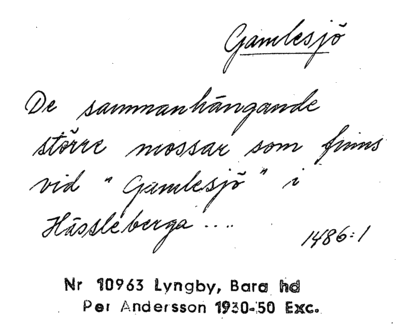 Gamlesjö
De sammanhängande
större mossar som finns
vid "Gamlesjö" i
Hässleberga ....
1486:1
Nr 10963 Lyngby, Bara hd
Per Andersson 1930-50 Exc.